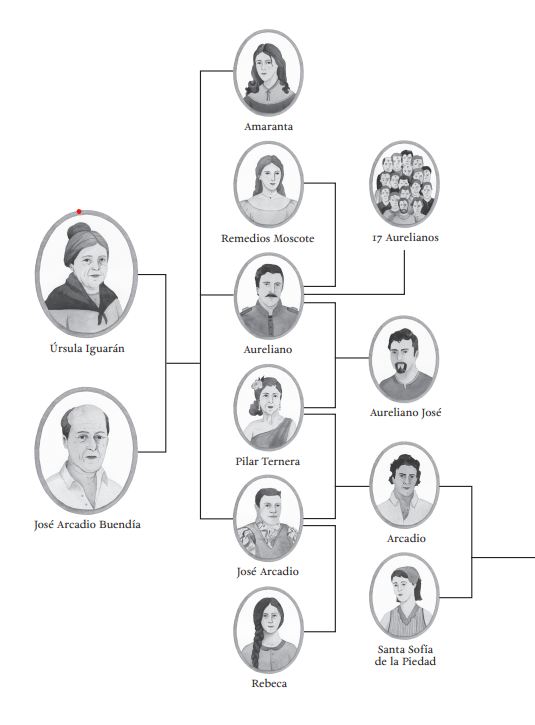 Amaranta
Remedios Moscote
17 Aurelianos
Úrsula Iguarán
Aureliano
Aureliano José
Pilar Ternera
José Arcadio Buendía
Arcadio
José Arcadio
Santa Sofía
de la Piedad
Rebeca